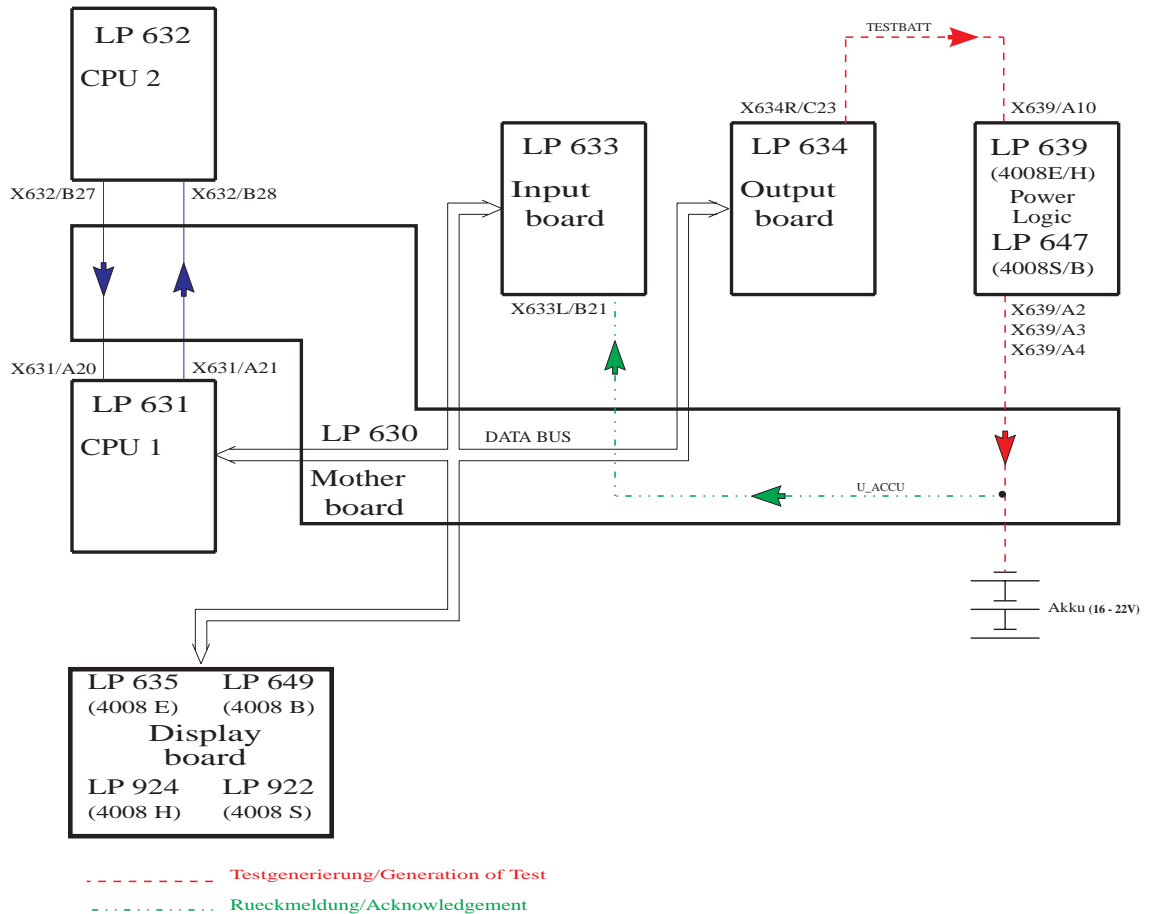 LP 632
CPU 2
TESTBATT
X634R/C23
X639/A10
LP 633
Input
board
LP 634
Output
board
LP 639
(4008E/H)
Power
Logic
LP 647
(4008S/B)
X632/B27
X632/B28
X633L/B21
X639/A2
X639/A3
X639/A4
X631/A20
X631/A21
LP 631
CPU 1
LP 630
DATA BUS
Mother
board
U_ACCU
Akku (16 - 22V)
LP 635
LP 649
(4008 E)
(4008 B)
Display
board
LP 924
LP 922
(4008 H)
(4008 S)
Testgenerierung/Generation of Test
Rueckmeldung/Acknowledgement